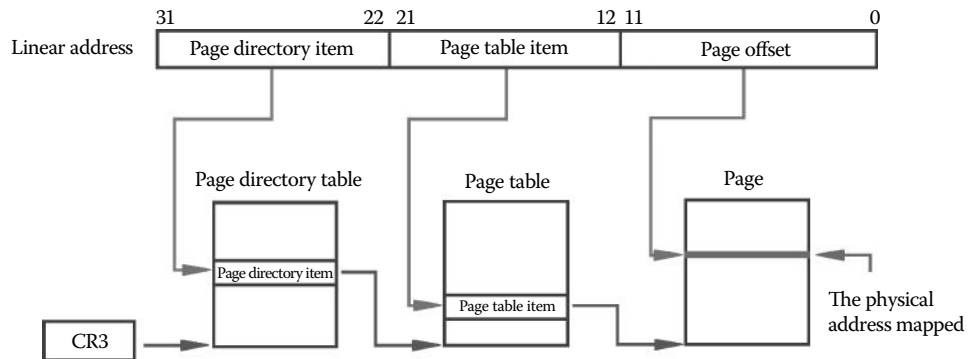 31 22 21 12 11 0
Linear address Page directory item Page table item Page offset
Page directory table Page table Page
Page directory item
Page table item
The physical
address mapped
CR3